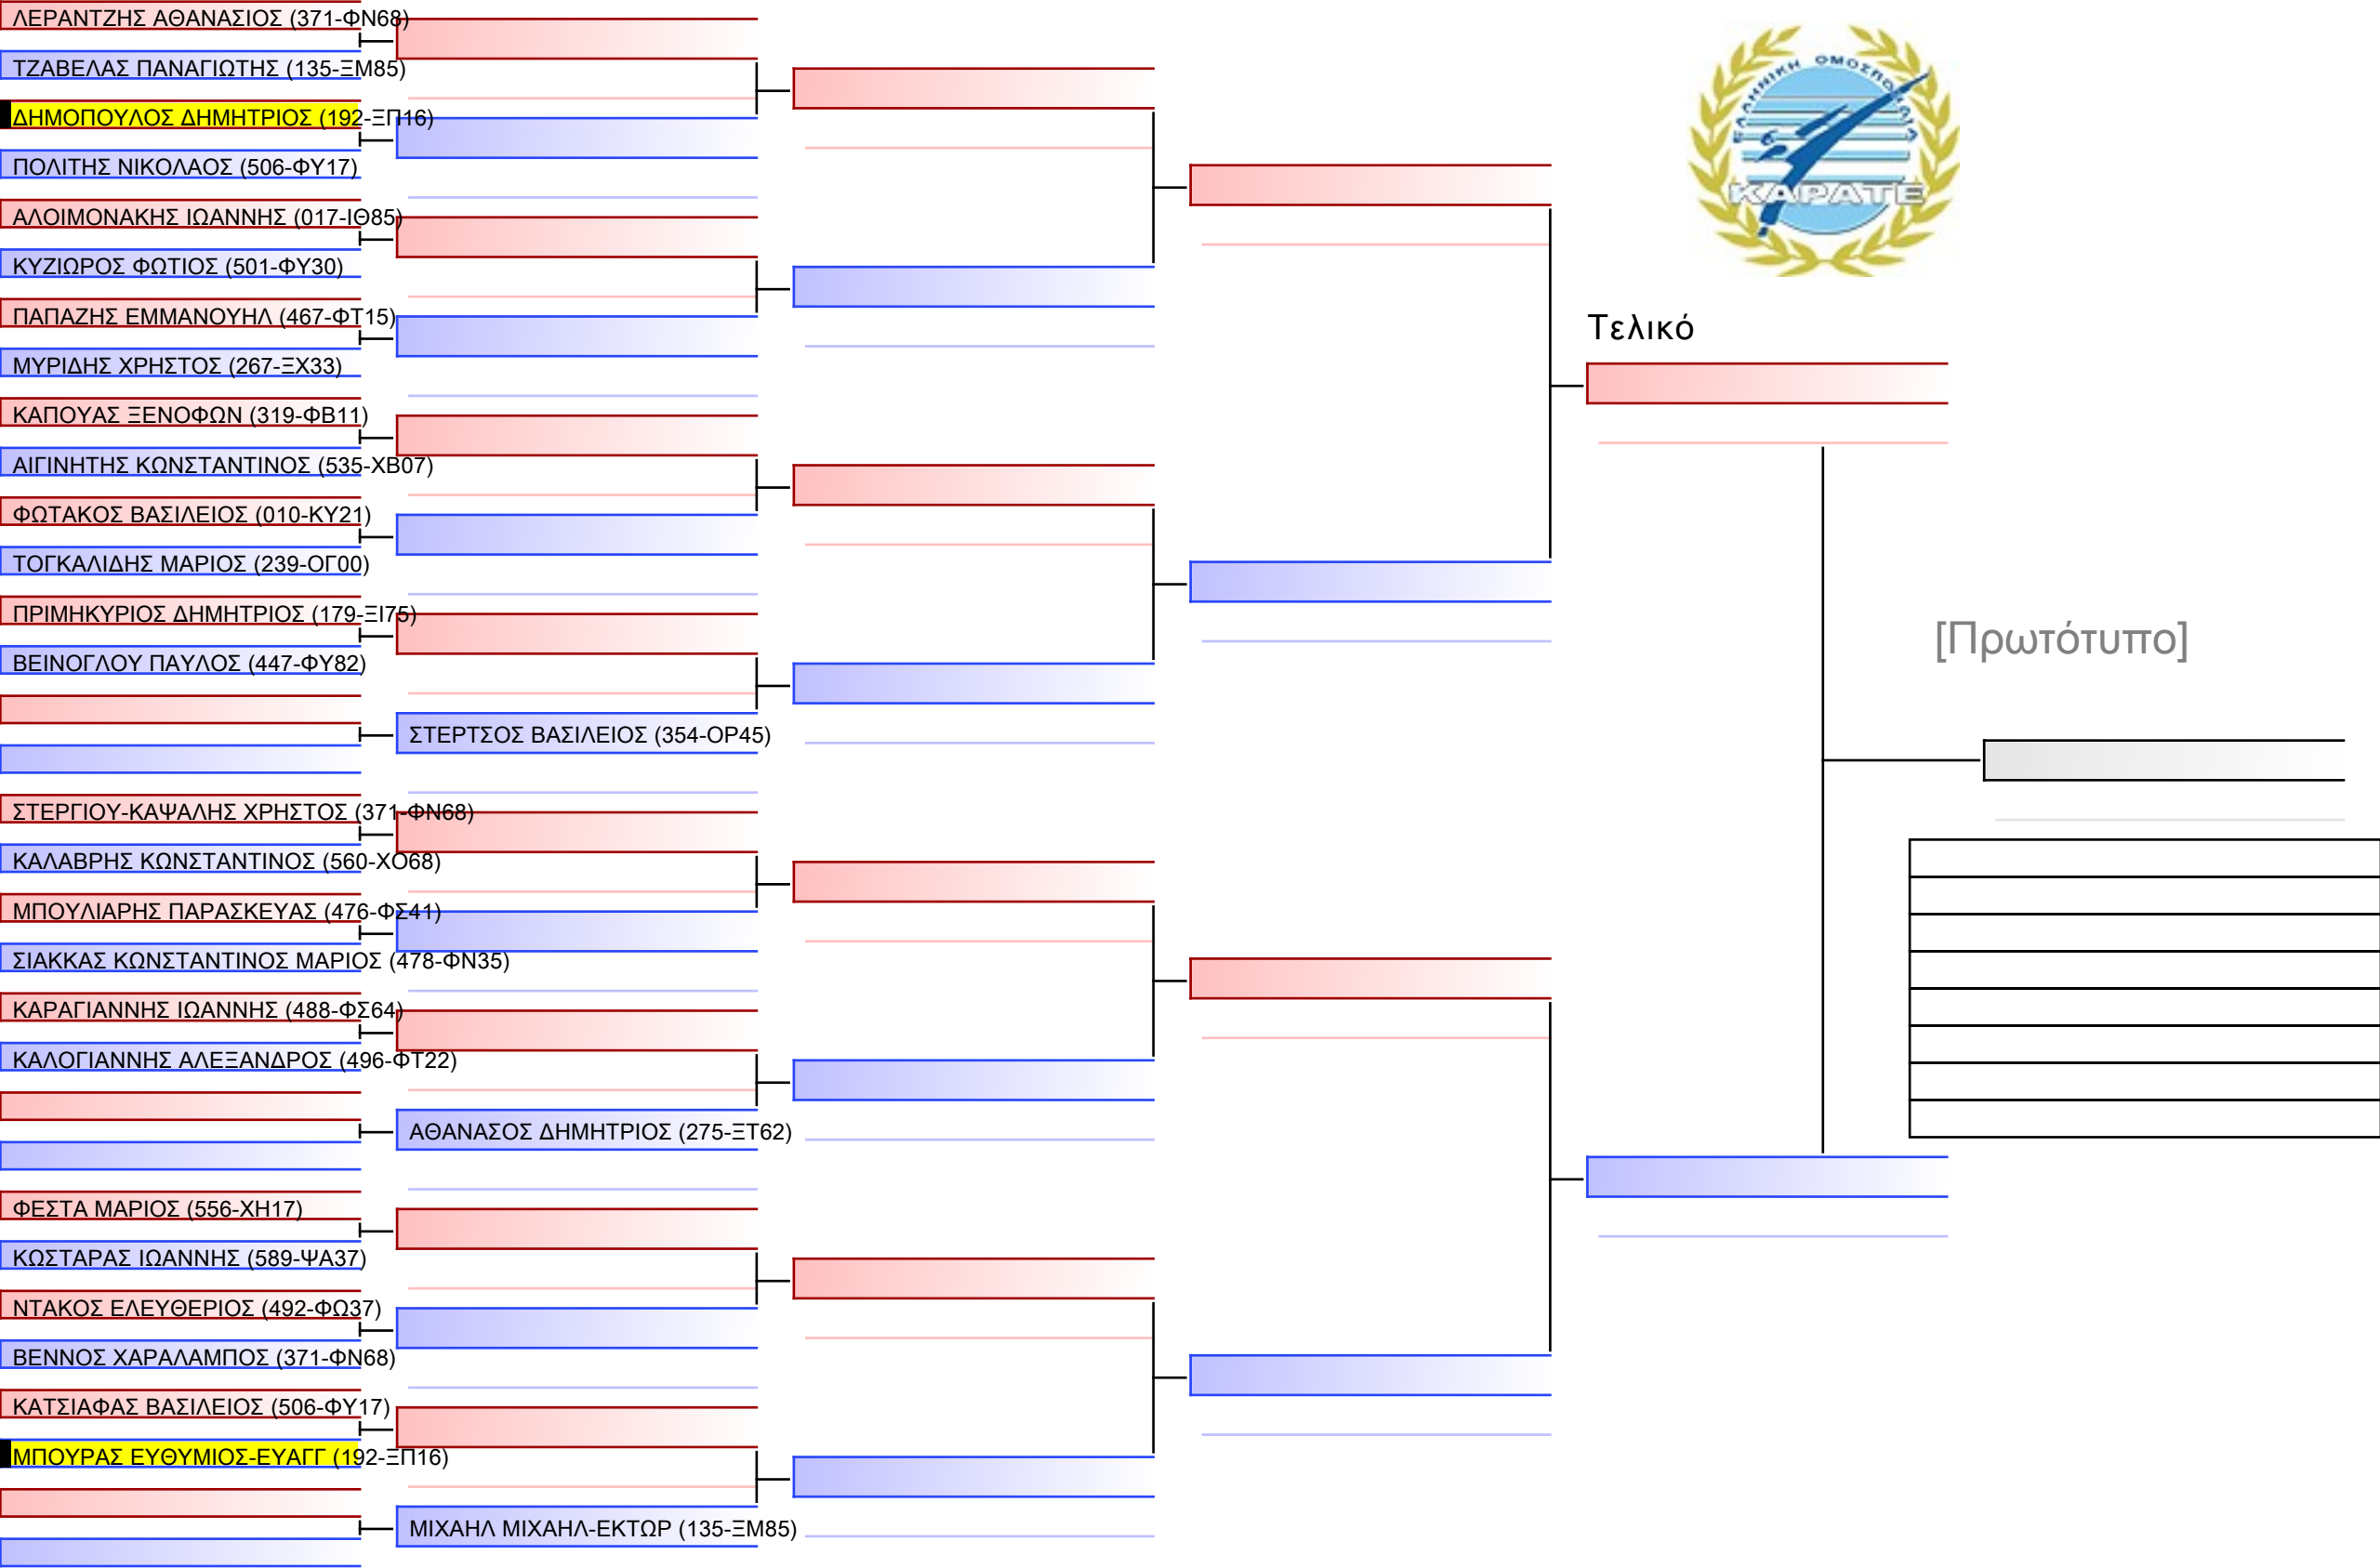 ΛΕΡΑΝΤΖΗΣ ΑΘΑΝΑΣΙΟΣ (371-ΦΝ68)
ΤΖΑΒΕΛΑΣ ΠΑΝΑΓΙΩΤΗΣ (135-ΞΜ85)
ΔΗΜΟΠΟΥΛΟΣ ΔΗΜΗΤΡΙΟΣ (192-ΞΠ16)
ΠΟΛΙΤΗΣ ΝΙΚΟΛΑΟΣ (506-ΦΥ17)
ΑΛΟΙΜΟΝΑΚΗΣ ΙΩΑΝΝΗΣ (017-ΙΘ85)
ΚΥΖΙΩΡΟΣ ΦΩΤΙΟΣ (501-ΦΥ30)
ΠΑΠΑΖΗΣ ΕΜΜΑΝΟΥΗΛ (467-ΦΤ15)
ΜΥΡΙΔΗΣ ΧΡΗΣΤΟΣ (267-ΞΧ33)
ΚΑΠΟΥΑΣ ΞΕΝΟΦΩΝ (319-ΦΒ11)
ΑΙΓΙΝΗΤΗΣ ΚΩΝΣΤΑΝΤΙΝΟΣ (535-ΧΒ07)
ΦΩΤΑΚΟΣ ΒΑΣΙΛΕΙΟΣ (010-ΚΥ21)
ΤΟΓΚΑΛΙΔΗΣ ΜΑΡΙΟΣ (239-ΟΓ00)
ΠΡΙΜΗΚΥΡΙΟΣ ΔΗΜΗΤΡΙΟΣ (179-ΞΙ75)
ΒΕΙΝΟΓΛΟΥ ΠΑΥΛΟΣ (447-ΦΥ82)
ΣΤΕΡΤΣΟΣ ΒΑΣΙΛΕΙΟΣ (354-ΟΡ45)
ΣΤΕΡΓΙΟΥ-ΚΑΨΑΛΗΣ ΧΡΗΣΤΟΣ (371-ΦΝ68)
ΚΑΛΑΒΡΗΣ ΚΩΝΣΤΑΝΤΙΝΟΣ (560-ΧΟ68)
ΜΠΟΥΛΙΑΡΗΣ ΠΑΡΑΣΚΕΥΑΣ (476-ΦΣ41)
ΣΙΑΚΚΑΣ ΚΩΝΣΤΑΝΤΙΝΟΣ ΜΑΡΙΟΣ (478-ΦΝ35)
ΚΑΡΑΓΙΑΝΝΗΣ ΙΩΑΝΝΗΣ (488-ΦΣ64)
ΚΑΛΟΓΙΑΝΝΗΣ ΑΛΕΞΑΝΔΡΟΣ (496-ΦΤ22)
ΑΘΑΝΑΣΟΣ ΔΗΜΗΤΡΙΟΣ (275-ΞΤ62)
ΦΕΣΤΑ ΜΑΡΙΟΣ (556-ΧΗ17)
ΚΩΣΤΑΡΑΣ ΙΩΑΝΝΗΣ (589-ΨΑ37)
ΝΤΑΚΟΣ ΕΛΕΥΘΕΡΙΟΣ (492-ΦΩ37)
ΒΕΝΝΟΣ ΧΑΡΑΛΑΜΠΟΣ (371-ΦΝ68)
ΚΑΤΣΙΑΦΑΣ ΒΑΣΙΛΕΙΟΣ (506-ΦΥ17)
ΜΠΟΥΡΑΣ ΕΥΘΥΜΙΟΣ-ΕΥΑΓΓ (192-ΞΠ16)
ΜΙΧΑΗΛ ΜΙΧΑΗΛ-ΕΚΤΩΡ (135-ΞΜ85)
ΕΛΛΗΝΙΚΗ ΟΜΟΣΠΟΝΔΙΑ
ΚΑΡΑΤΕ
Τελικό
[Πρωτότυπο]